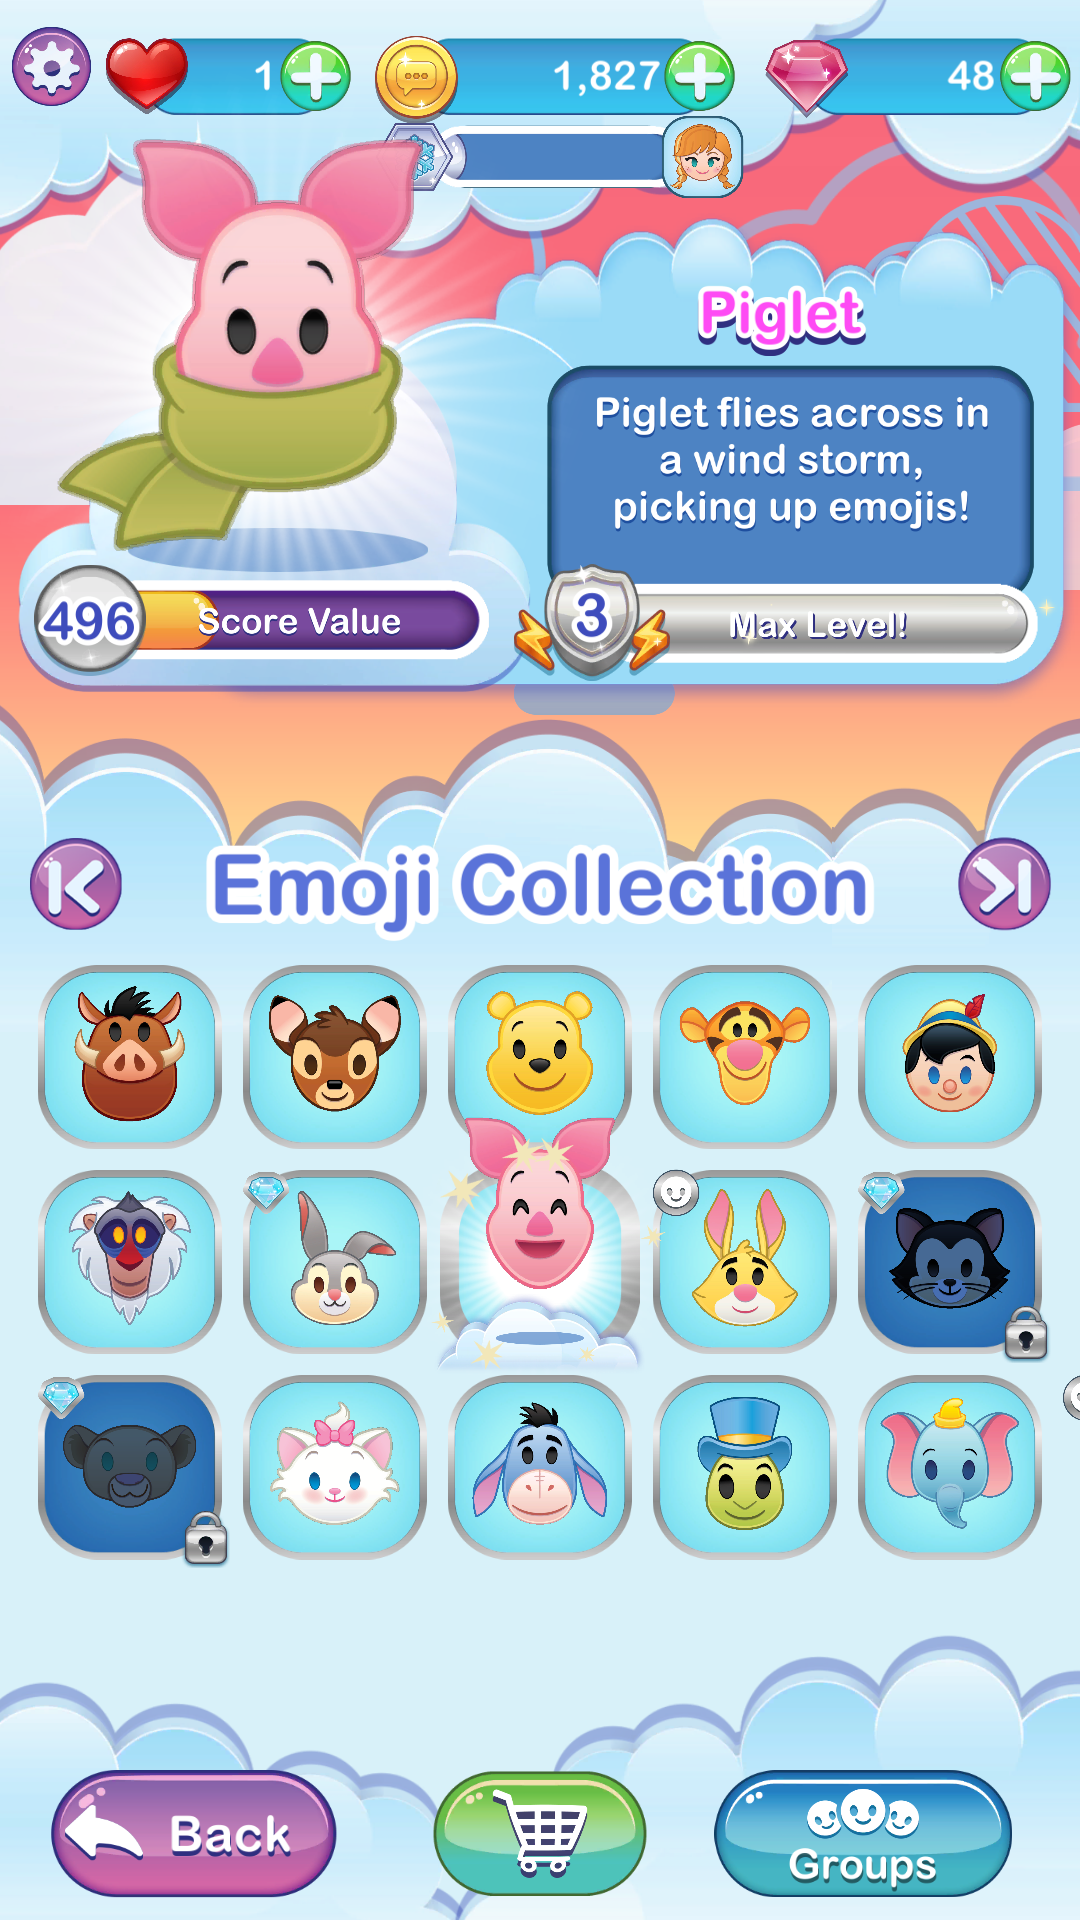 1
1,827
48
Piglet
Piglet flies across in
a wind storm,
picking up emojis!
496
Score Value
3
Max Level!
Emoji Collection
Back
Groups